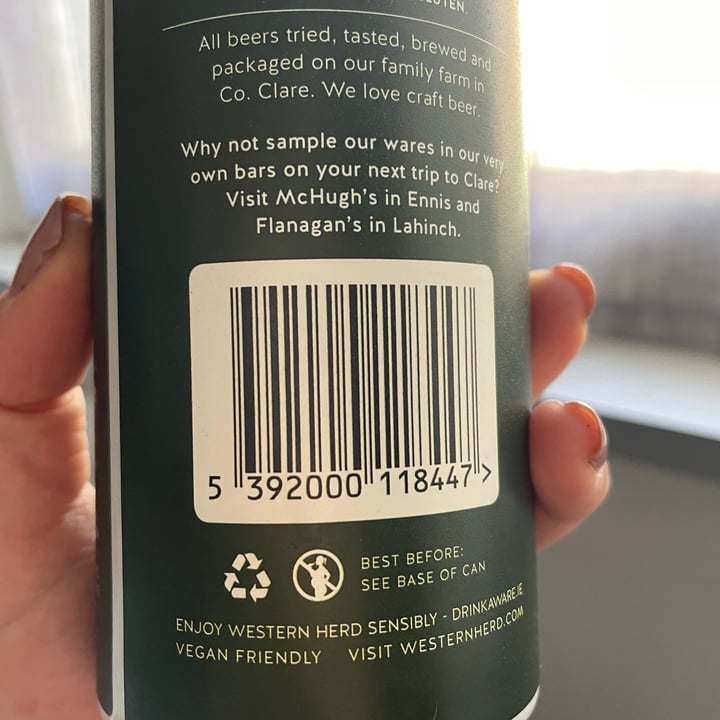 All beers tried, tasted, brewed and
packaged on our family farm in
Co. Clare. We love craft beer.
Why not sample our wares in our very
own bars on your next trip to Clare?
Visit McHugh's in Ennis and
Flanagan's in Lahinch.
5 392000 118447 >
BEST BEFORE:
SEE BASE OF CAN
ENJOY WESTERN HERD SENSIBLY - DRINKAWARE.IE
VEGAN FRIENDLY VISIT WESTERNHERD.COM